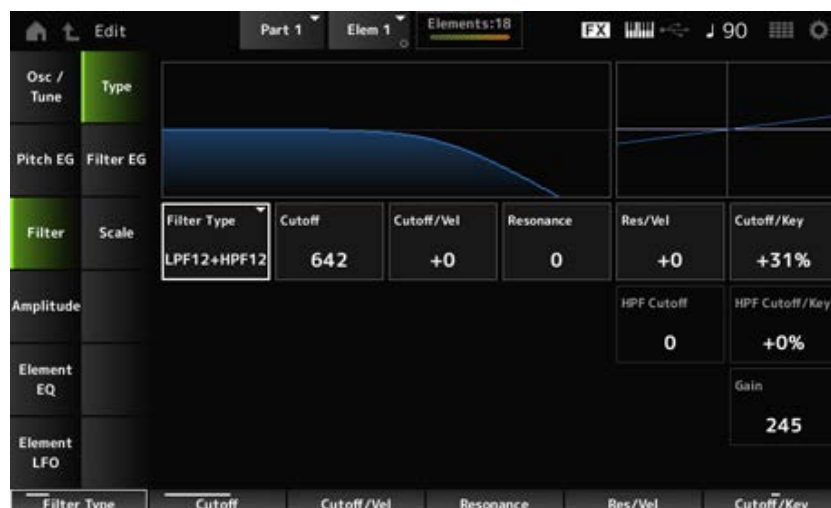 Edit
Part 1
Elem 1
Elements:18
FX
♩ 90
Osc /
Tune
Type
Pitch EG
Filter EG
Filter
Scale
Amplitude
Element
EQ
Element
LFO
Filter Type
LPF12+HPF12
Cutoff
642
Cutoff/Vel
+0
Resonance
0
Res/Vel
+0
Cutoff/Key
+31%
HPF Cutoff
0
HPF Cutoff/Key
+0%
Gain
245
Filter Type
Cutoff
Cutoff/Vel
Resonance
Res/Vel
Cutoff/Key